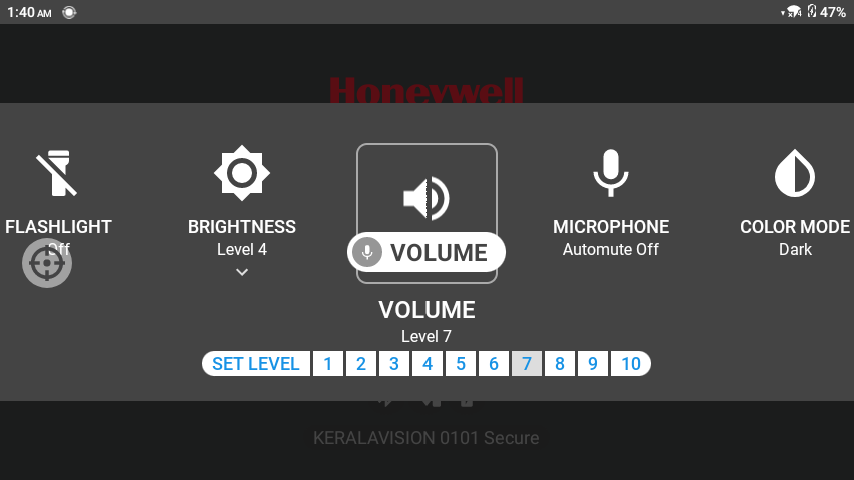 1:40 AM
47%
Honeywell
FLASHLIGHT
Off
BRIGHTNESS
Level 4
VOLUME
MICROPHONE
Automute Off
COLOR MODE
Dark
VOLUME
Level 7
SET LEVEL 1 2 3 4 5 6 7 8 9 10
KERALAVISION 0101 Secure